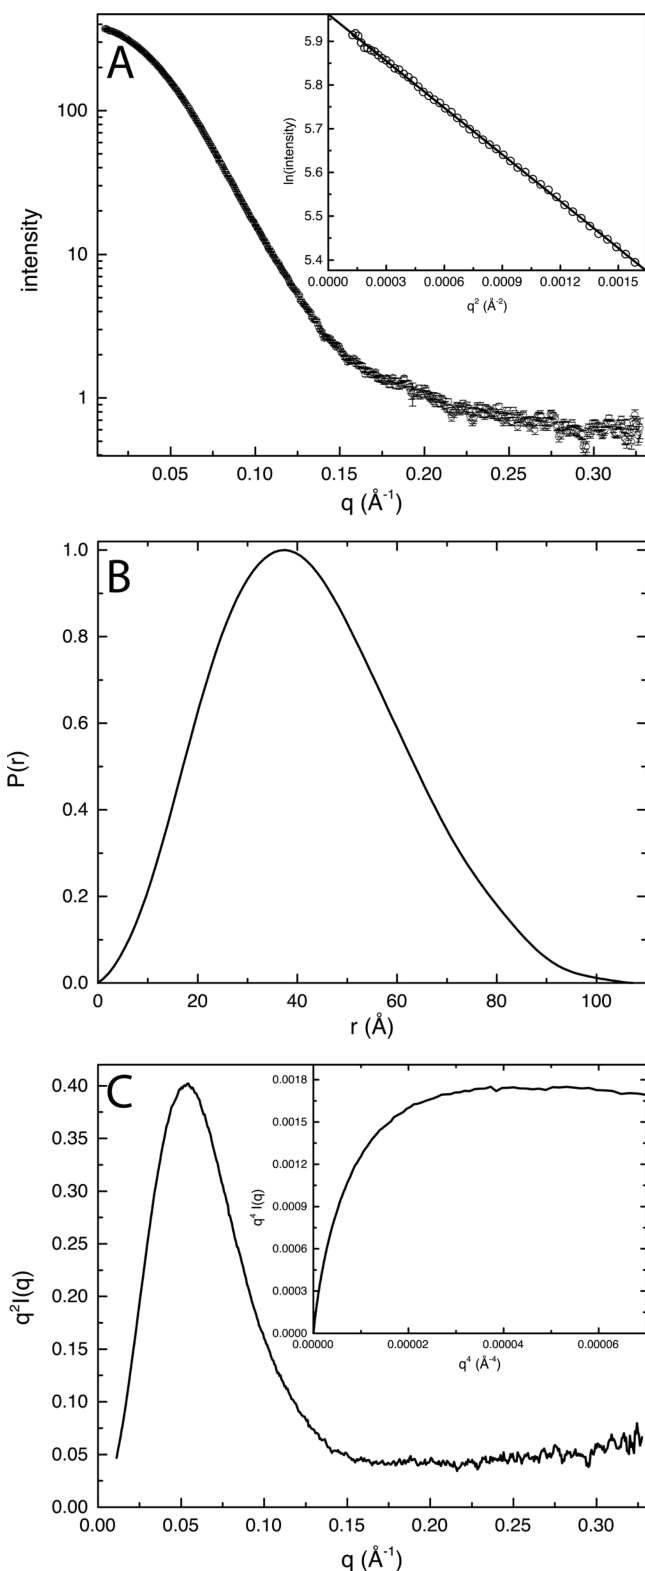 A
intensity
100
10
1
0.05 0.10 0.15 0.20 0.25 0.30
q (Å⁻¹)
ln(intensity)
5.9
5.8
5.7
5.6
5.5
5.4
0.0000 0.0003 0.0006 0.0009 0.0012 0.0015
q² (Å⁻²)
B
P(r)
1.0
0.8
0.6
0.4
0.2
0.0
0 20 40 60 80 100
r (Å)
C
q²I(q)
0.40
0.35
0.30
0.25
0.20
0.15
0.10
0.05
0.00
0.00 0.05 0.10 0.15 0.20 0.25 0.30
q (Å⁻¹)
q⁴ I(q)
0.0018
0.0015
0.0012
0.0009
0.0006
0.0003
0.0000
0.00000 0.00002 0.00004 0.00006
q⁴ (Å⁻⁴)